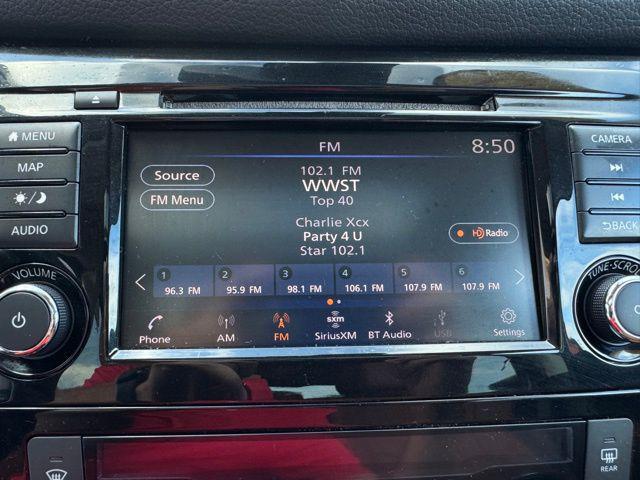 MENU
MAP
AUDIO
VOLUME
FM
8:50
Source
FM Menu
102.1 FM
WWST
Top 40
Charlie Xcx
Party 4 U
Star 102.1
HD Radio
1 2 3 4 5 6
96.3 FM 95.9 FM 98.1 FM 106.1 FM 107.9 FM 107.9 FM
Phone AM FM SiriusXM BT Audio USB Settings
sxm
CAMERA
BACK
TUNE·SCROLL
REAR